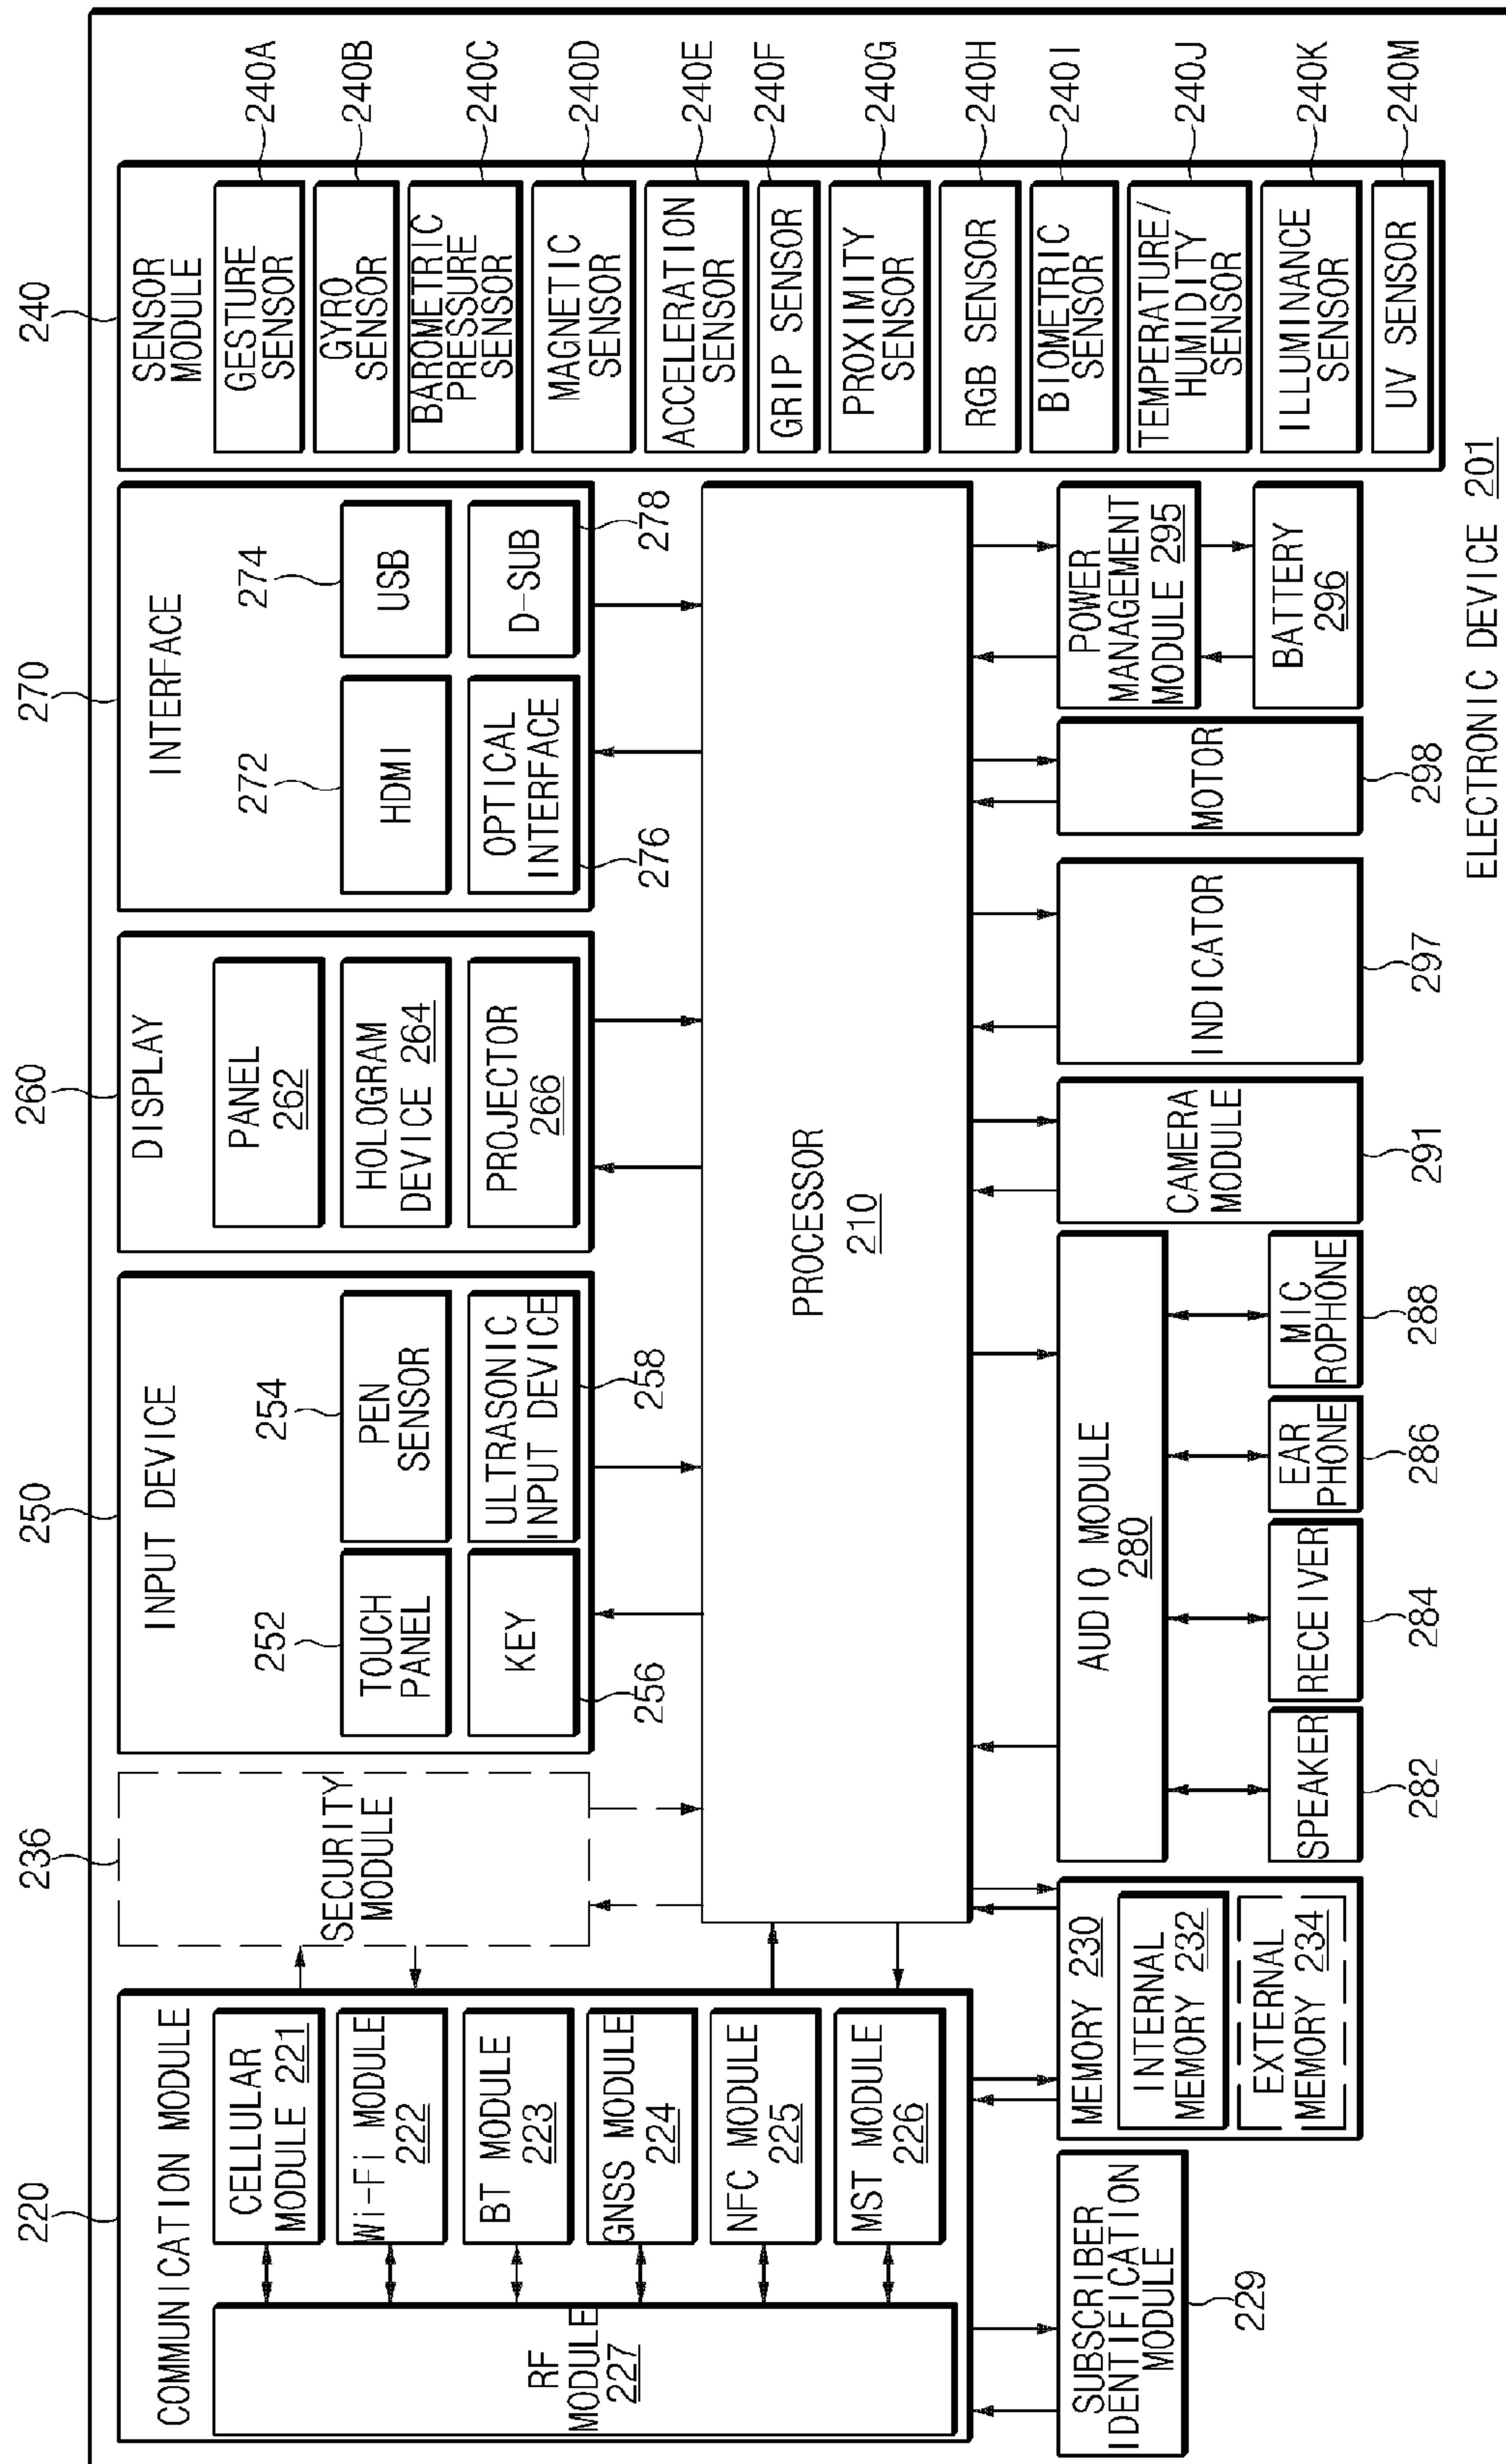 ELECTRONIC DEVICE 201
220
COMMUNICATION MODULE
RF
MODULE
227
CELLULAR
MODULE 221
Wi-Fi MODULE
222
BT MODULE
223
GNSS MODULE
224
NFC MODULE
225
MST MODULE
226
236
SECURITY
MODULE
250
INPUT DEVICE
252
TOUCH
PANEL
254
PEN
SENSOR
KEY
256
ULTRASONIC
INPUT DEVICE
258
260
DISPLAY
PANEL
262
HOLOGRAM
DEVICE 264
PROJECTOR
266
270
INTERFACE
272
HDMI
274
USB
OPTICAL
INTERFACE
276
D-SUB
278
240
SENSOR
MODULE
GESTURE
SENSOR
240A
GYRO
SENSOR
240B
BAROMETRIC
PRESSURE
SENSOR
240C
MAGNETIC
SENSOR
240D
ACCELERATION
SENSOR
240E
GRIP SENSOR
240F
PROXIMITY
SENSOR
240G
RGB SENSOR
240H
BIOMETRIC
SENSOR
240I
TEMPERATURE/
HUMIDITY
SENSOR
240J
ILLUMINANCE
SENSOR
240K
UV SENSOR
240M
PROCESSOR
210
SUBSCRIBER
IDENTIFICATION
MODULE
229
MEMORY 230
INTERNAL
MEMORY 232
EXTERNAL
MEMORY 234
AUDIO MODULE
280
SPEAKER
282
RECEIVER
284
EAR
PHONE
286
MIC
ROPHONE
288
CAMERA
MODULE
291
INDICATOR
297
MOTOR
298
POWER
MANAGEMENT
MODULE 295
BATTERY
296